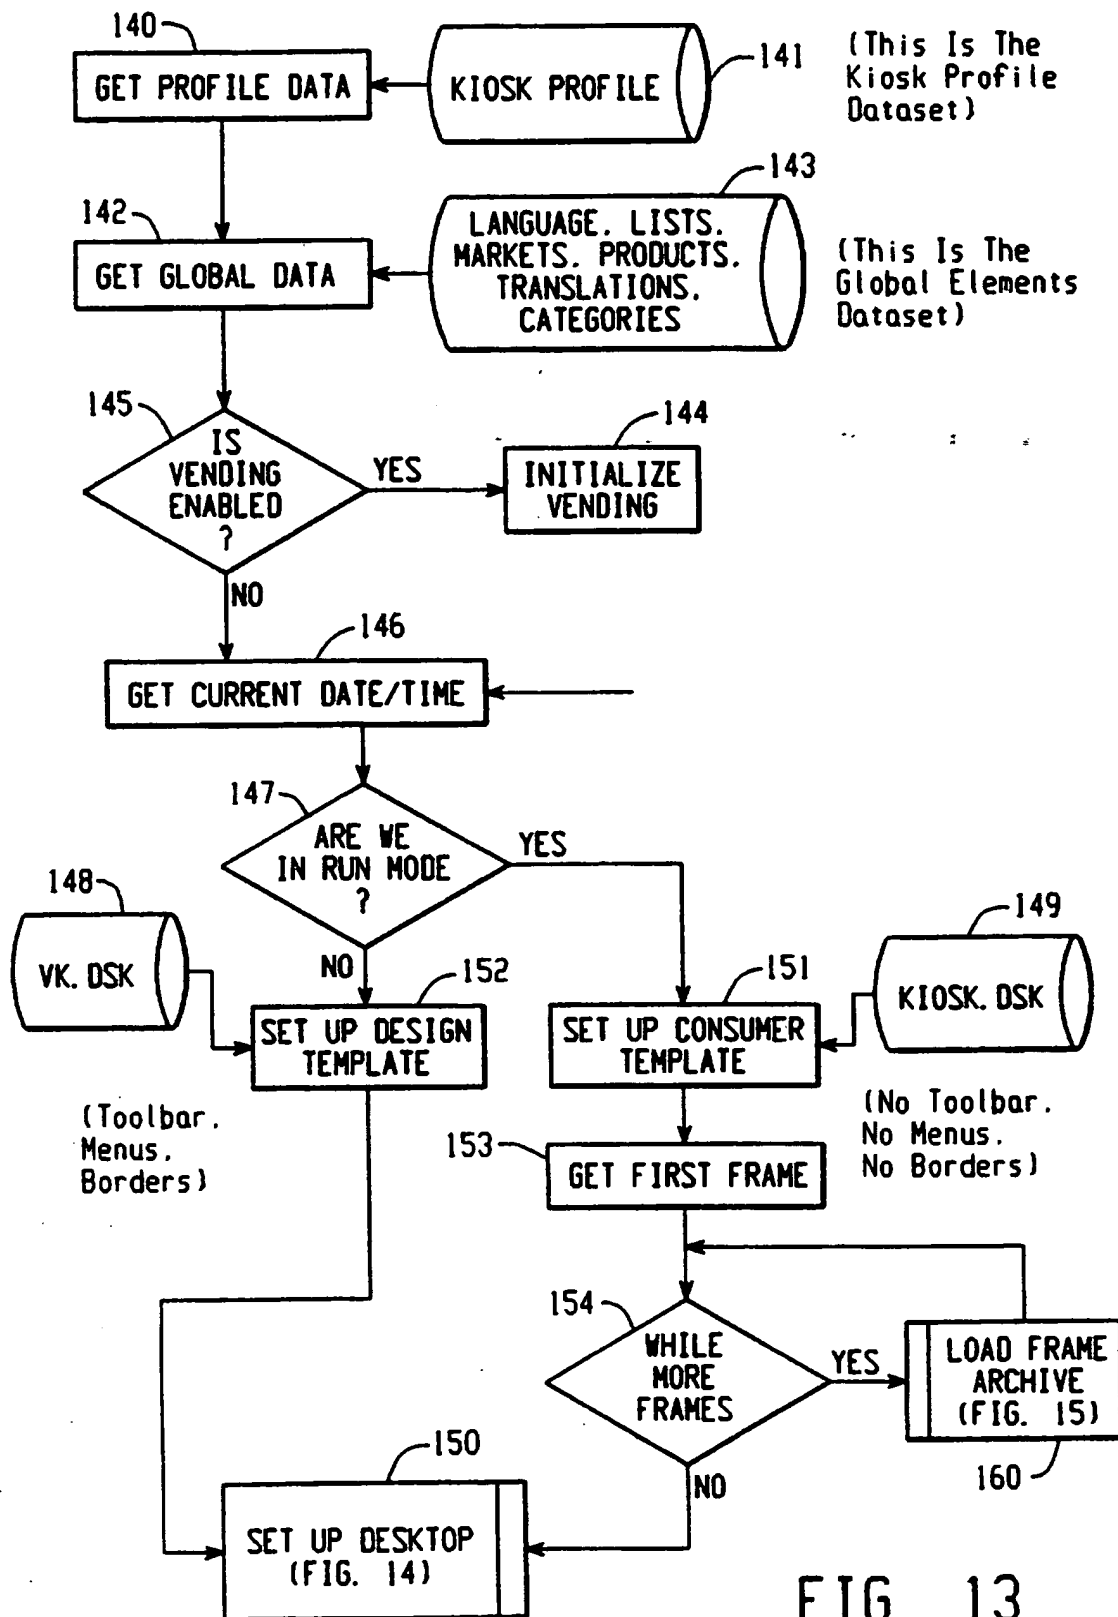 140
GET PROFILE DATA
KIOSK PROFILE
141
(This Is The
Kiosk Profile
Dataset)
142
GET GLOBAL DATA
143
LANGUAGE. LISTS.
MARKETS. PRODUCTS.
TRANSLATIONS.
CATEGORIES
(This Is The
Global Elements
Dataset)
145
IS
VENDING
ENABLED
?
YES
144
INITIALIZE
VENDING
NO
146
GET CURRENT DATE/TIME
147
ARE WE
IN RUN MODE
?
YES
NO
148
VK. DSK
152
SET UP DESIGN
TEMPLATE
(Toolbar.
Menus.
Borders)
151
SET UP CONSUMER
TEMPLATE
149
KIOSK. DSK
(No Toolbar.
No Menus.
No Borders)
153
GET FIRST FRAME
154
WHILE
MORE
FRAMES
YES
LOAD FRAME
ARCHIVE
(FIG. 15)
160
NO
150
SET UP DESKTOP
(FIG. 14)
FIG 13